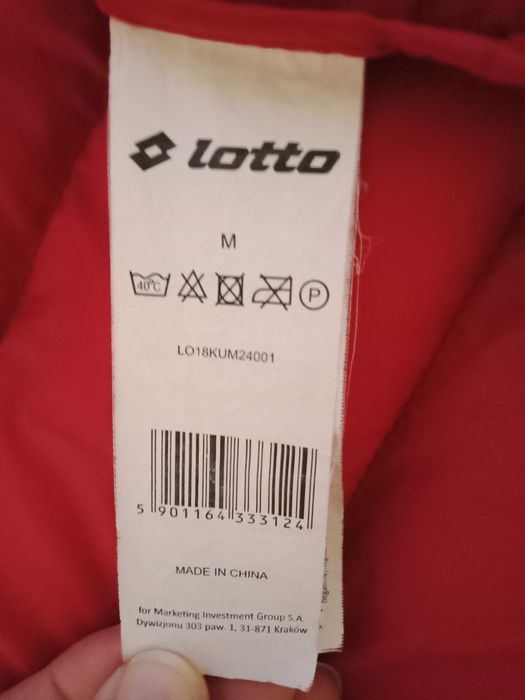 lotto
M
40°C
P
LO18KUM24001
5 901164 333124
MADE IN CHINA
for Marketing Investment Group S.A.
Dywizjonu 303 paw. 1, 31-871 Kraków